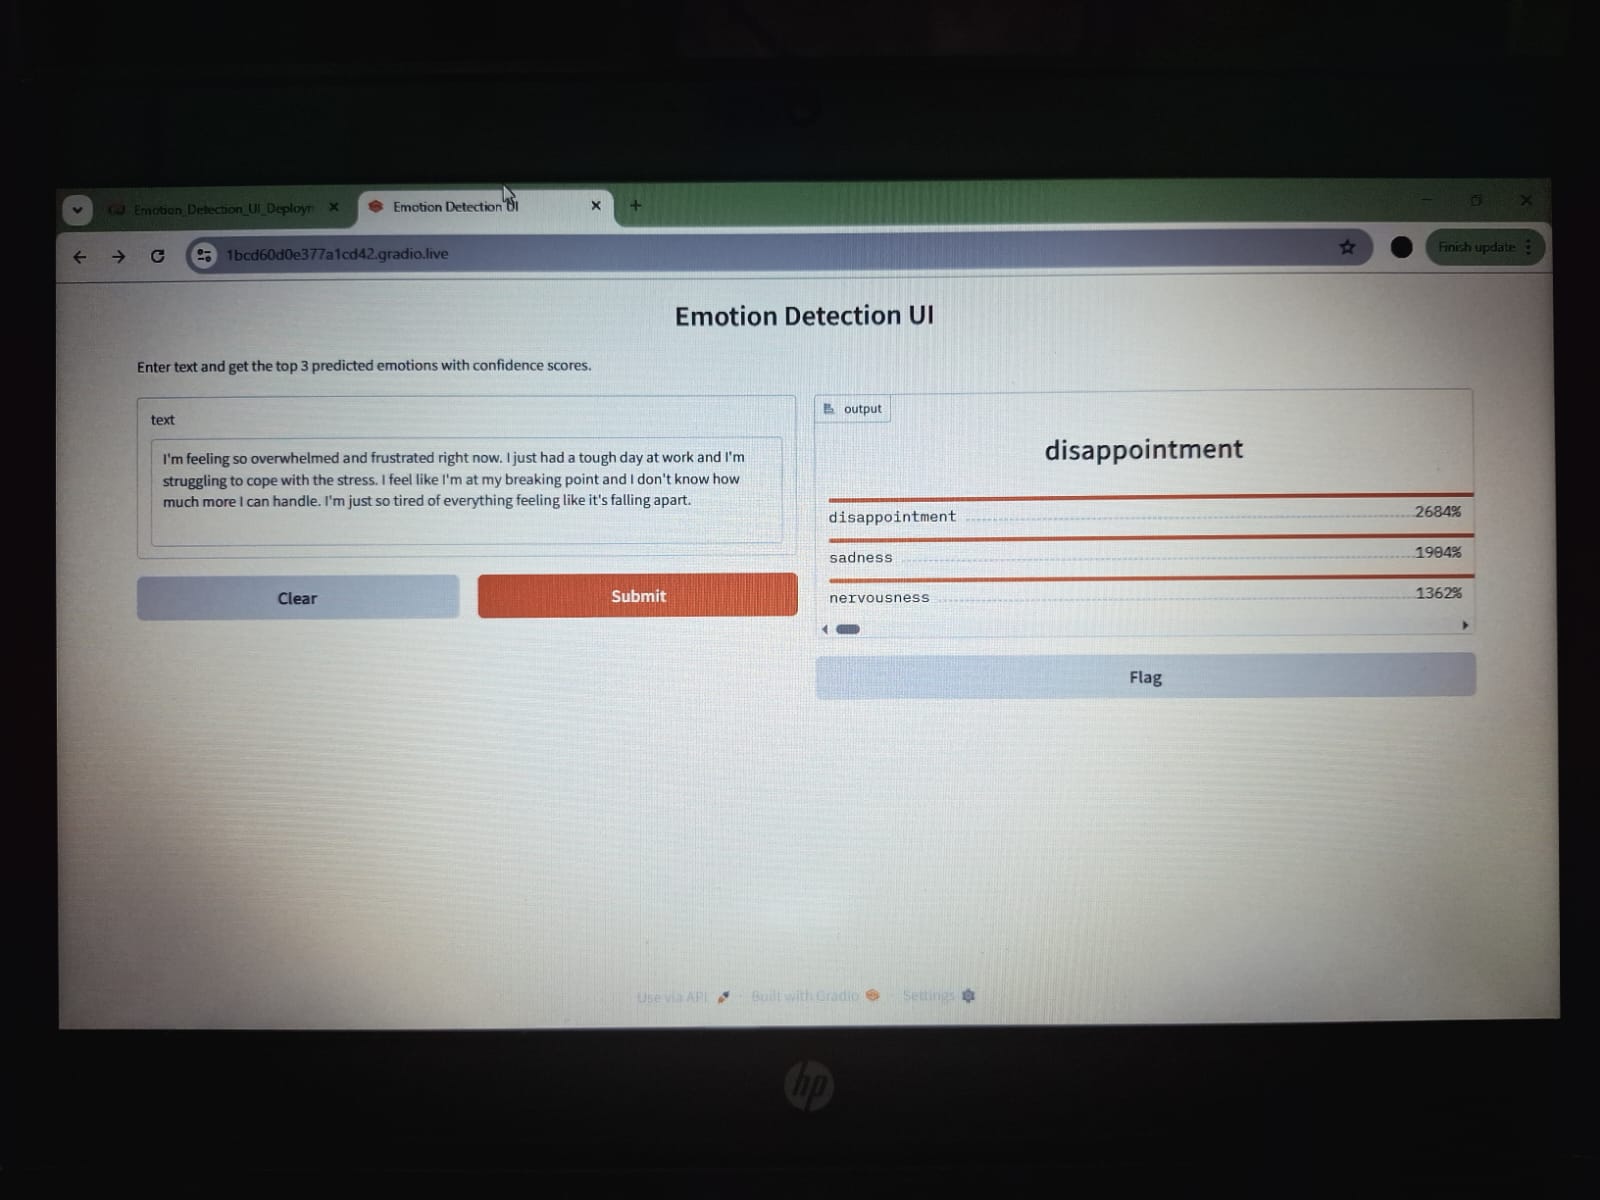 Emotion_Detection_UI_Deploym
Emotion Detection UI
1bcd60d0e377a1cd42.gradio.live
Finish update
Emotion Detection UI
Enter text and get the top 3 predicted emotions with confidence scores.
text
I'm feeling so overwhelmed and frustrated right now. I just had a tough day at work and I'm
struggling to cope with the stress. I feel like I'm at my breaking point and I don't know how
much more I can handle. I'm just so tired of everything feeling like it's falling apart.
Clear
Submit
output
disappointment
disappointment 2684%
sadness 1904%
nervousness 1362%
Flag
Use via API · Built with Gradio · Settings
hp